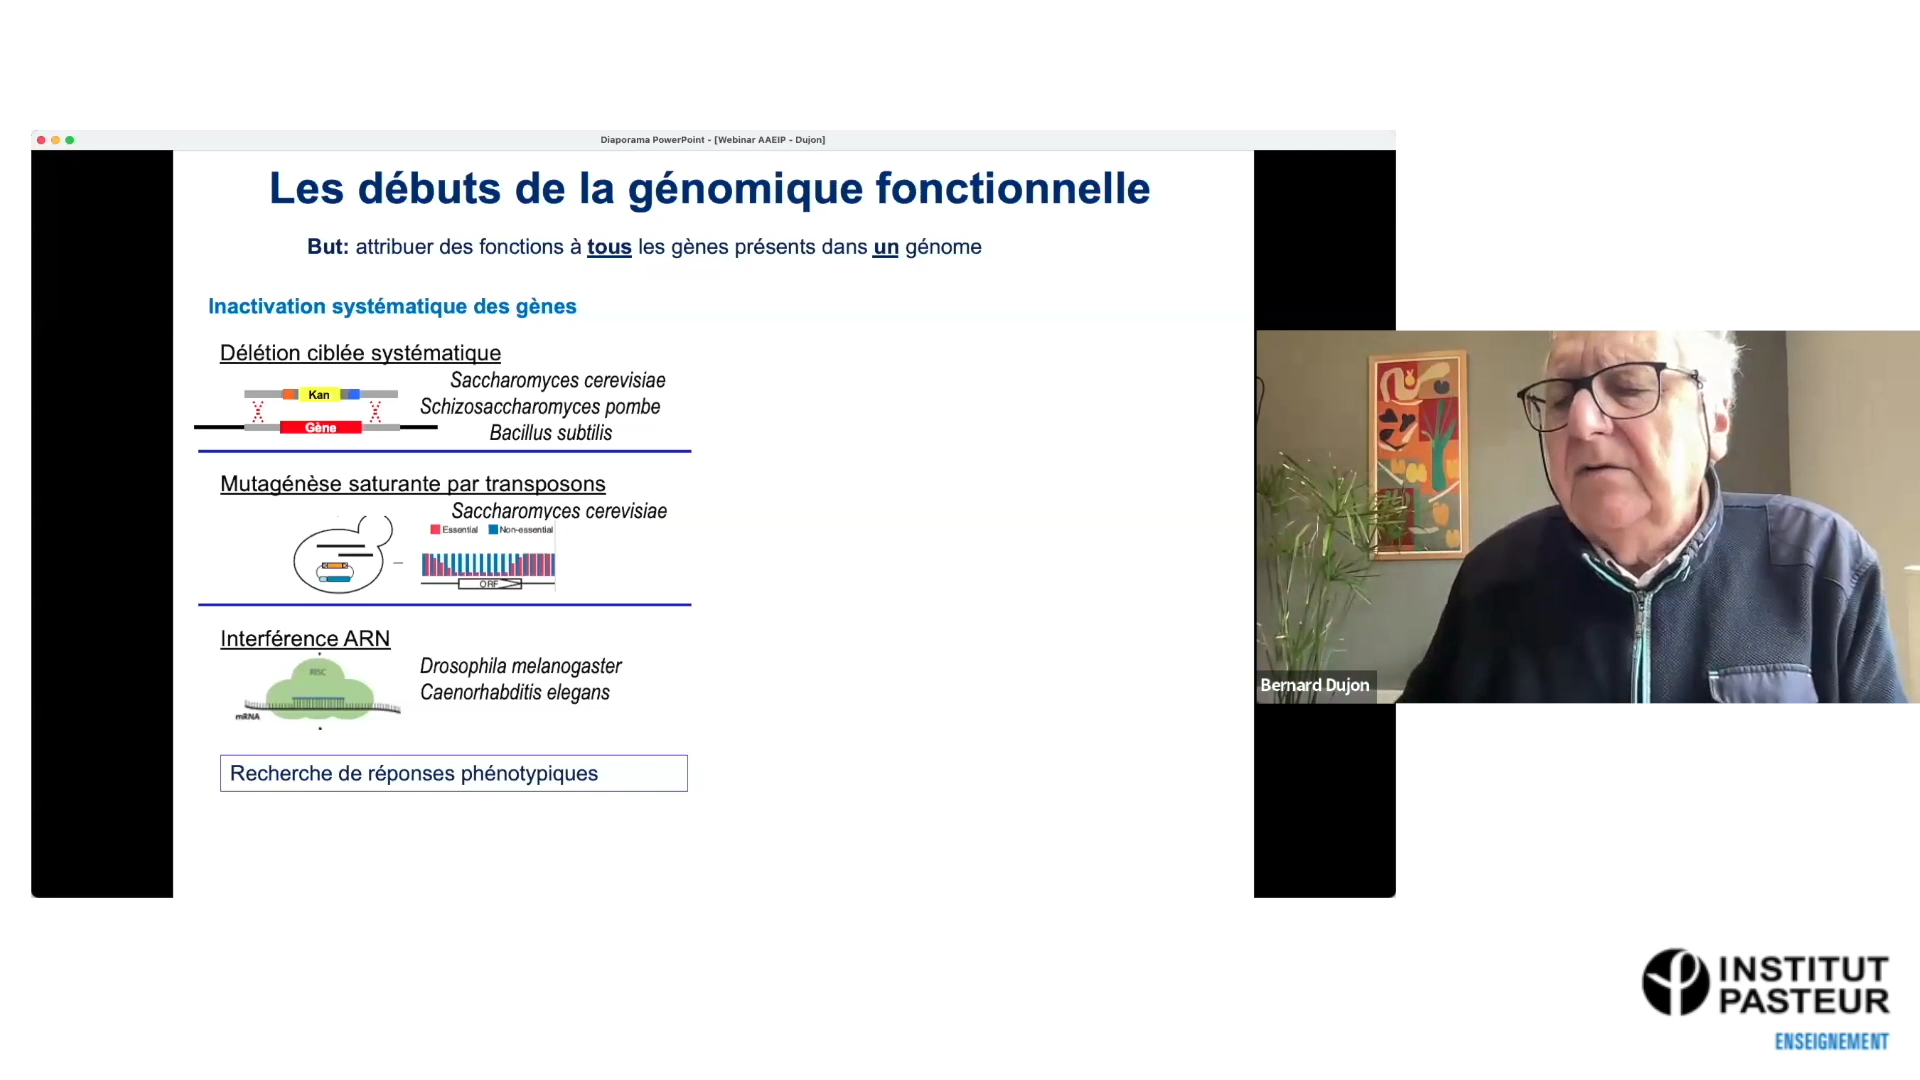 Diaporama PowerPoint - [Webinar AAEIP - Dujon]
Les débuts de la génomique fonctionnelle
But: attribuer des fonctions à tous les gènes présents dans un génome
Inactivation systématique des gènes
Délétion ciblée systématique
Saccharomyces cerevisiae
Kan
Schizosaccharomyces pombe
Gène
Bacillus subtilis
Mutagénèse saturante par transposons
Saccharomyces cerevisiae
Essential Non-essential
ORF
Interférence ARN
RISC
Drosophila melanogaster
Caenorhabditis elegans
mRNA
Recherche de réponses phénotypiques
Bernard Dujon
INSTITUT
PASTEUR
ENSEIGNEMENT